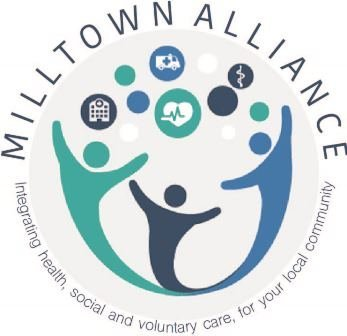 MILLTOWN ALLIANCE
Integrating health, social and voluntary care, for your local community